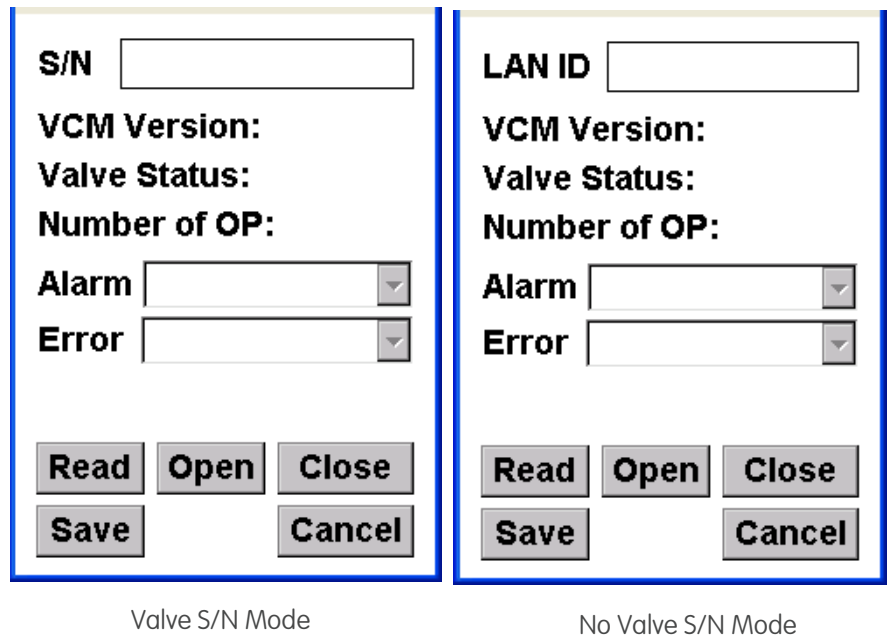 S/N
VCM Version:
Valve Status:
Number of OP:
Alarm
Error
Read Open Close
Save Cancel
Valve S/N Mode
LAN ID
VCM Version:
Valve Status:
Number of OP:
Alarm
Error
Read Open Close
Save Cancel
No Valve S/N Mode